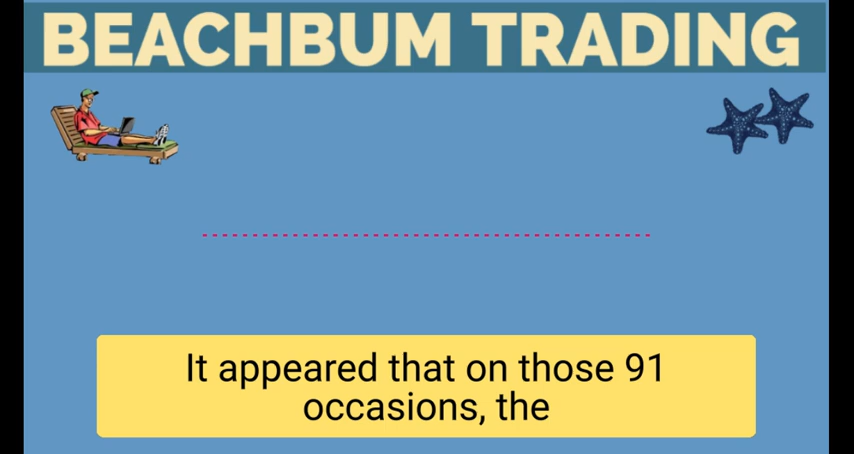 BEACHBUM TRADING
It appeared that on those 91
occasions, the